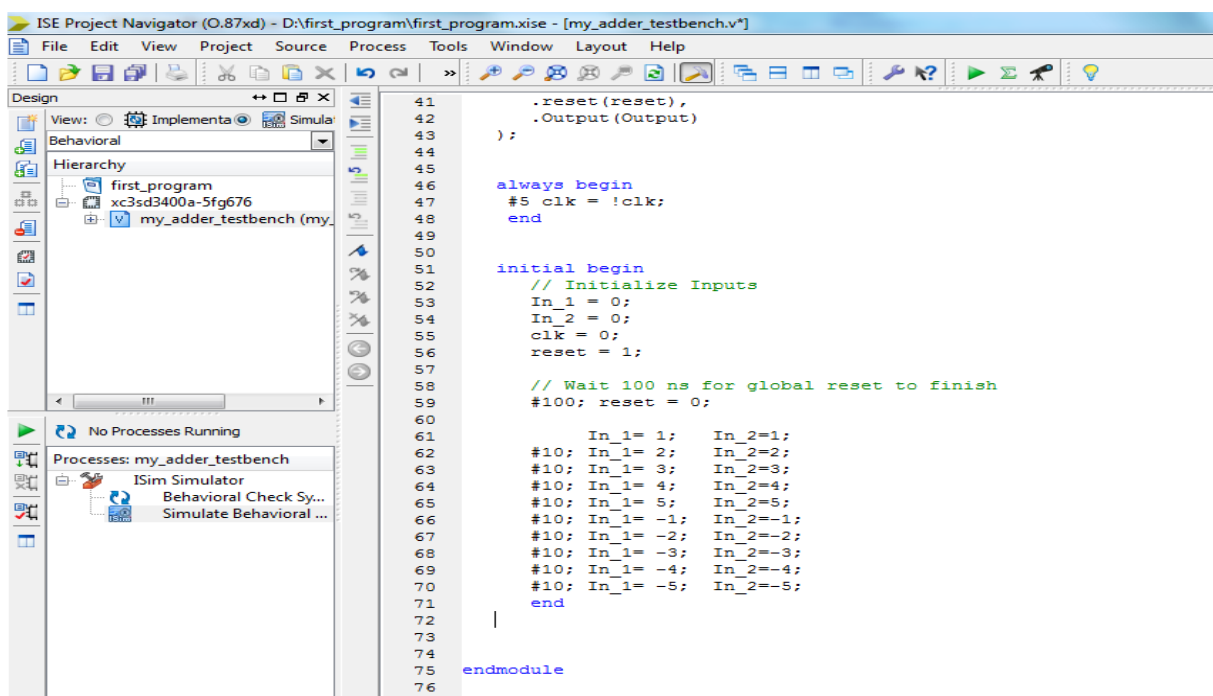 ISE Project Navigator (O.87xd) - D:\first_program\first_program.xise - [my_adder_testbench.v*]
File Edit View Project Source Process Tools Window Layout Help
»
Design
View: Implementa Simula
Behavioral
Hierarchy
first_program
xc3sd3400a-5fg676
my_adder_testbench (my_
No Processes Running
Processes: my_adder_testbench
ISim Simulator
Behavioral Check Sy...
Simulate Behavioral ...
41 .reset(reset),
42 .Output(Output)
43 );
44
45
46 always begin
47 #5 clk = !clk;
48 end
49
50
51 initial begin
52 // Initialize Inputs
53 In_1 = 0;
54 In_2 = 0;
55 clk = 0;
56 reset = 1;
57
58 // Wait 100 ns for global reset to finish
59 #100; reset = 0;
60
61 In_1= 1; In_2=1;
62 #10; In_1= 2; In_2=2;
63 #10; In_1= 3; In_2=3;
64 #10; In_1= 4; In_2=4;
65 #10; In_1= 5; In_2=5;
66 #10; In_1= -1; In_2=-1;
67 #10; In_1= -2; In_2=-2;
68 #10; In_1= -3; In_2=-3;
69 #10; In_1= -4; In_2=-4;
70 #10; In_1= -5; In_2=-5;
71 end
72
73
74
75 endmodule
76